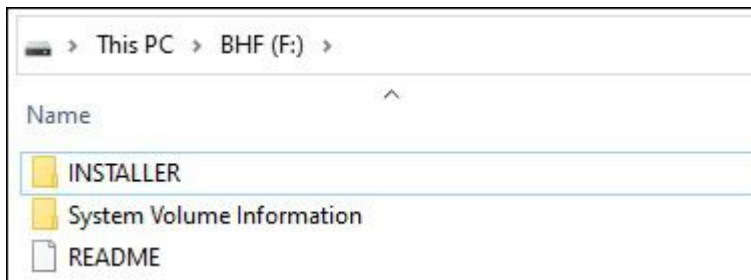 This PC > BHF (F:) >
Name
INSTALLER
System Volume Information
README